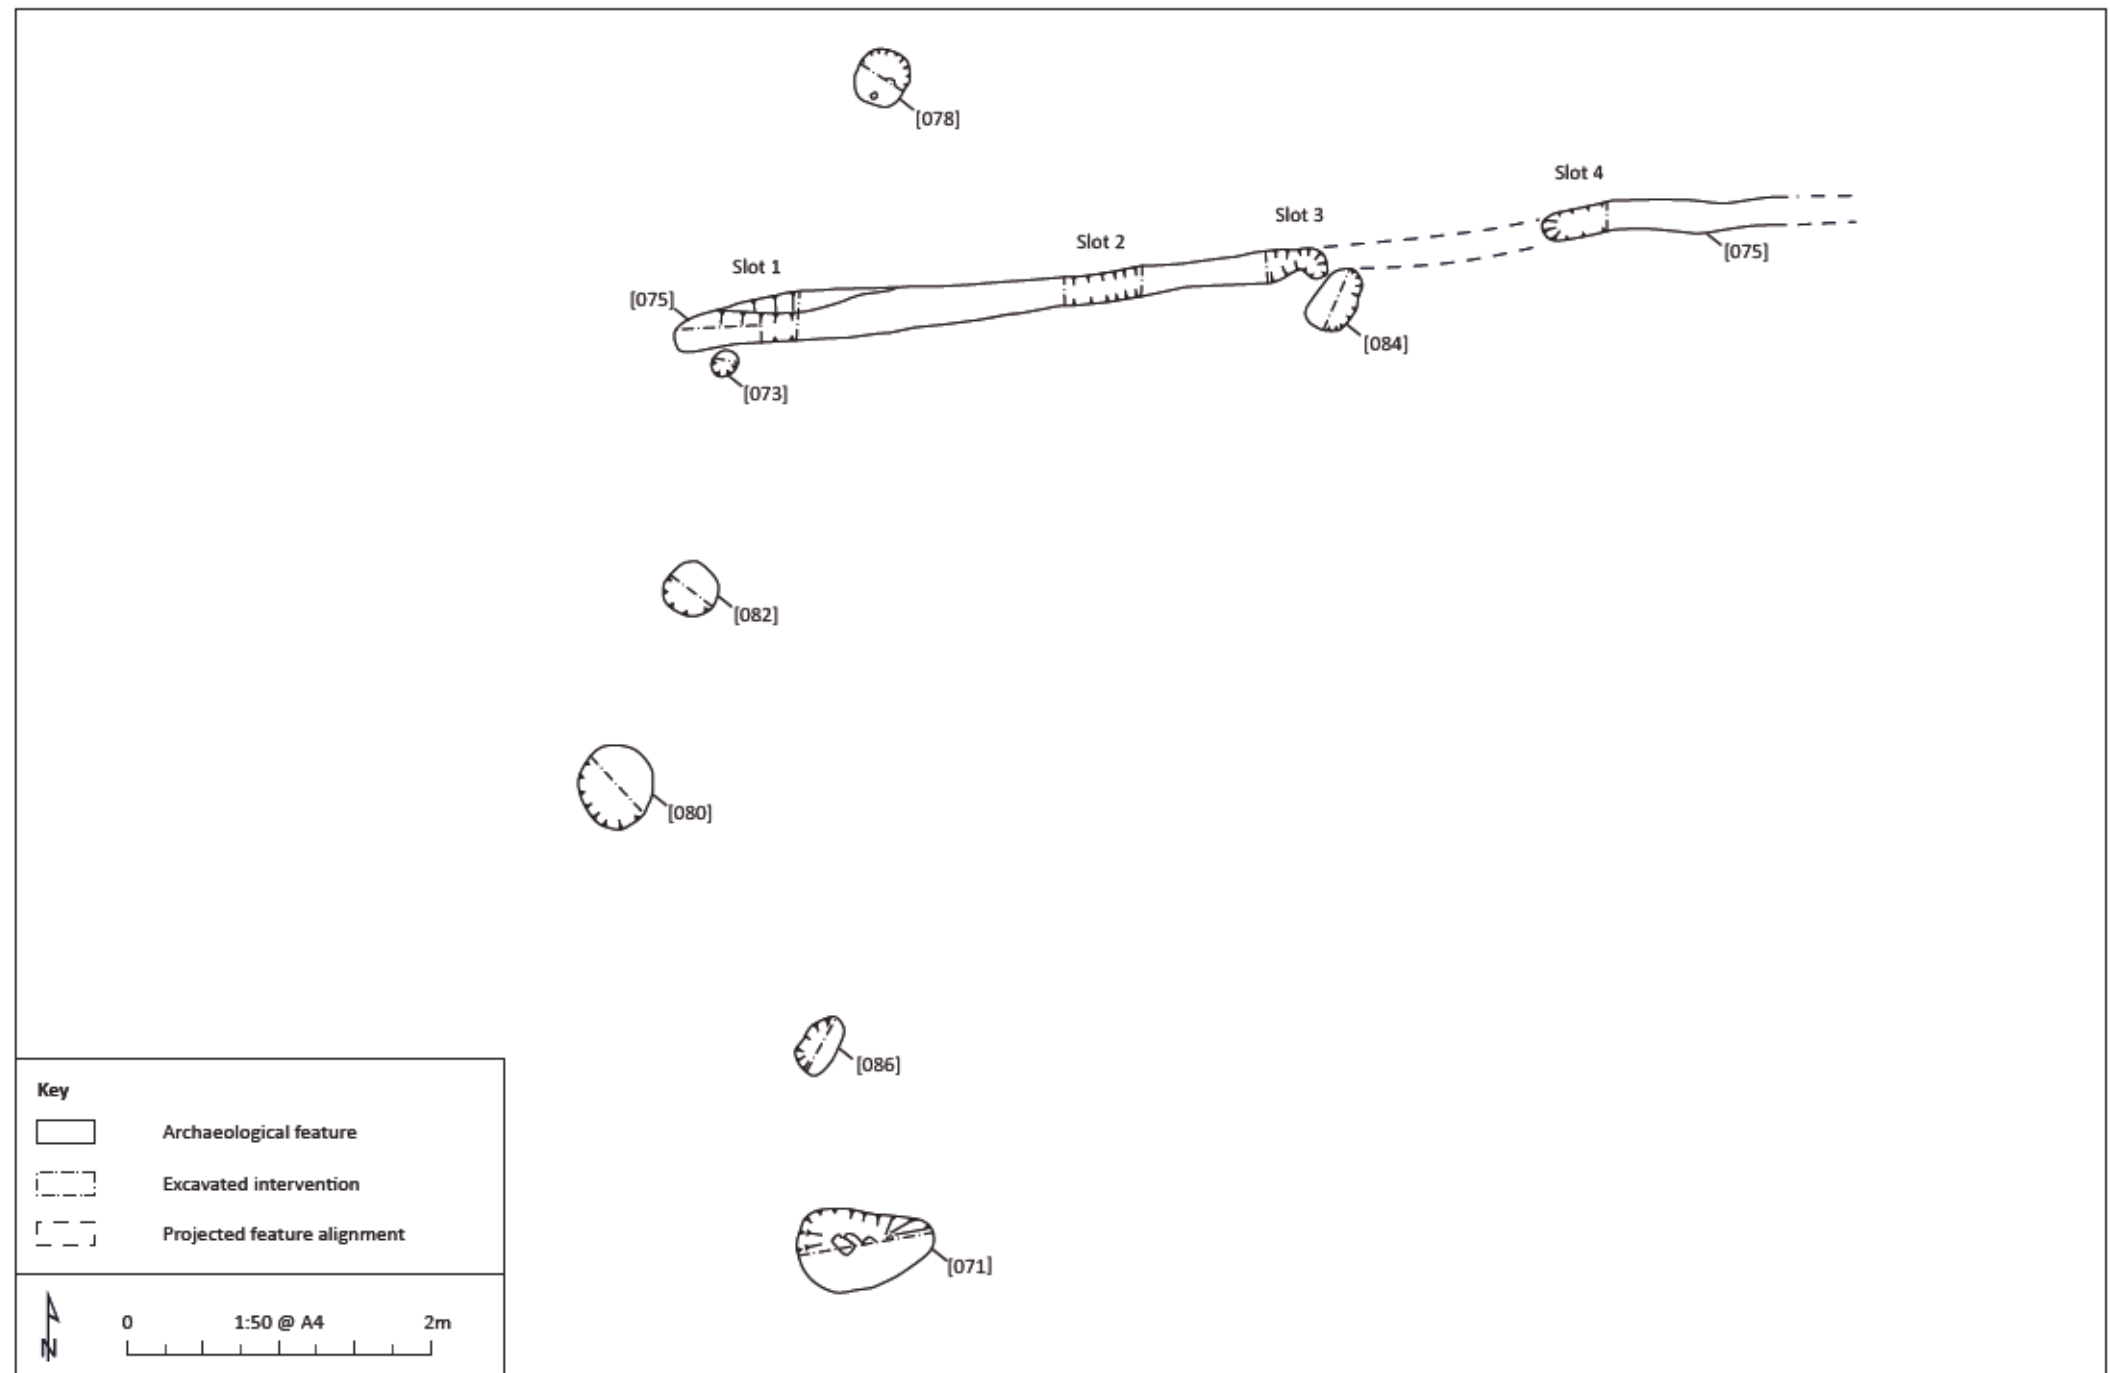 [078]
Slot 4
Slot 3
Slot 2
[075]
Slot 1
[075]
[084]
[073]
[082]
[080]
[086]
[071]
Key
Archaeological feature
Excavated intervention
Projected feature alignment
N
0 1:50 @ A4 2m